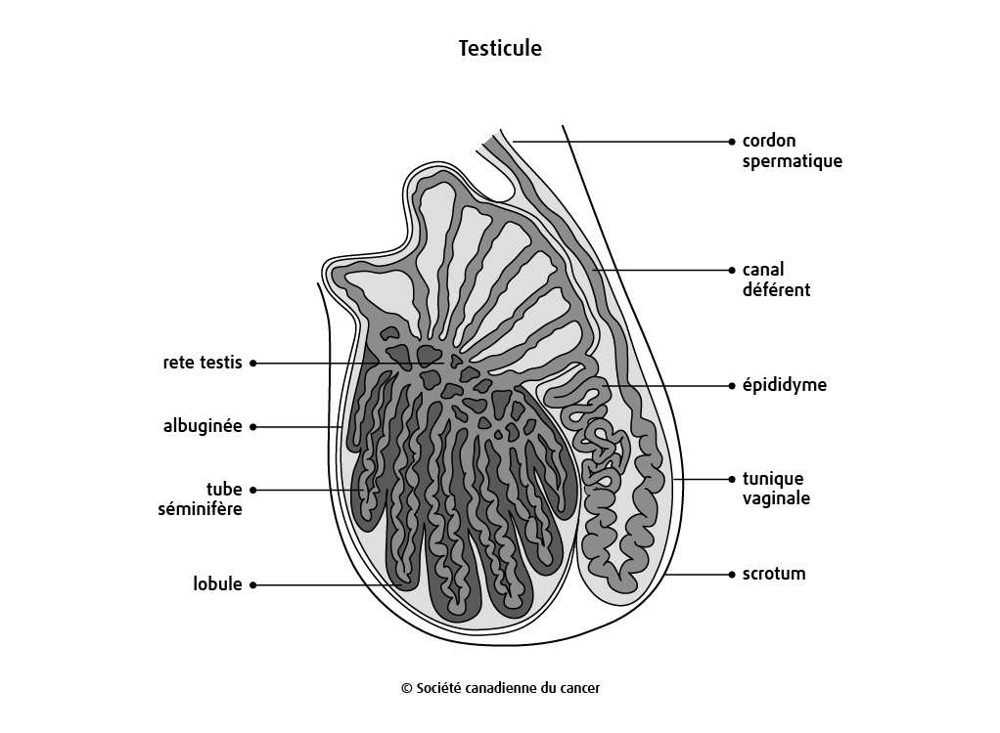 Testicule
cordon
spermatique
canal
déférent
rete testis
épididyme
albuginée
tube
séminifère
tunique
vaginale
lobule
scrotum
© Société canadienne du cancer